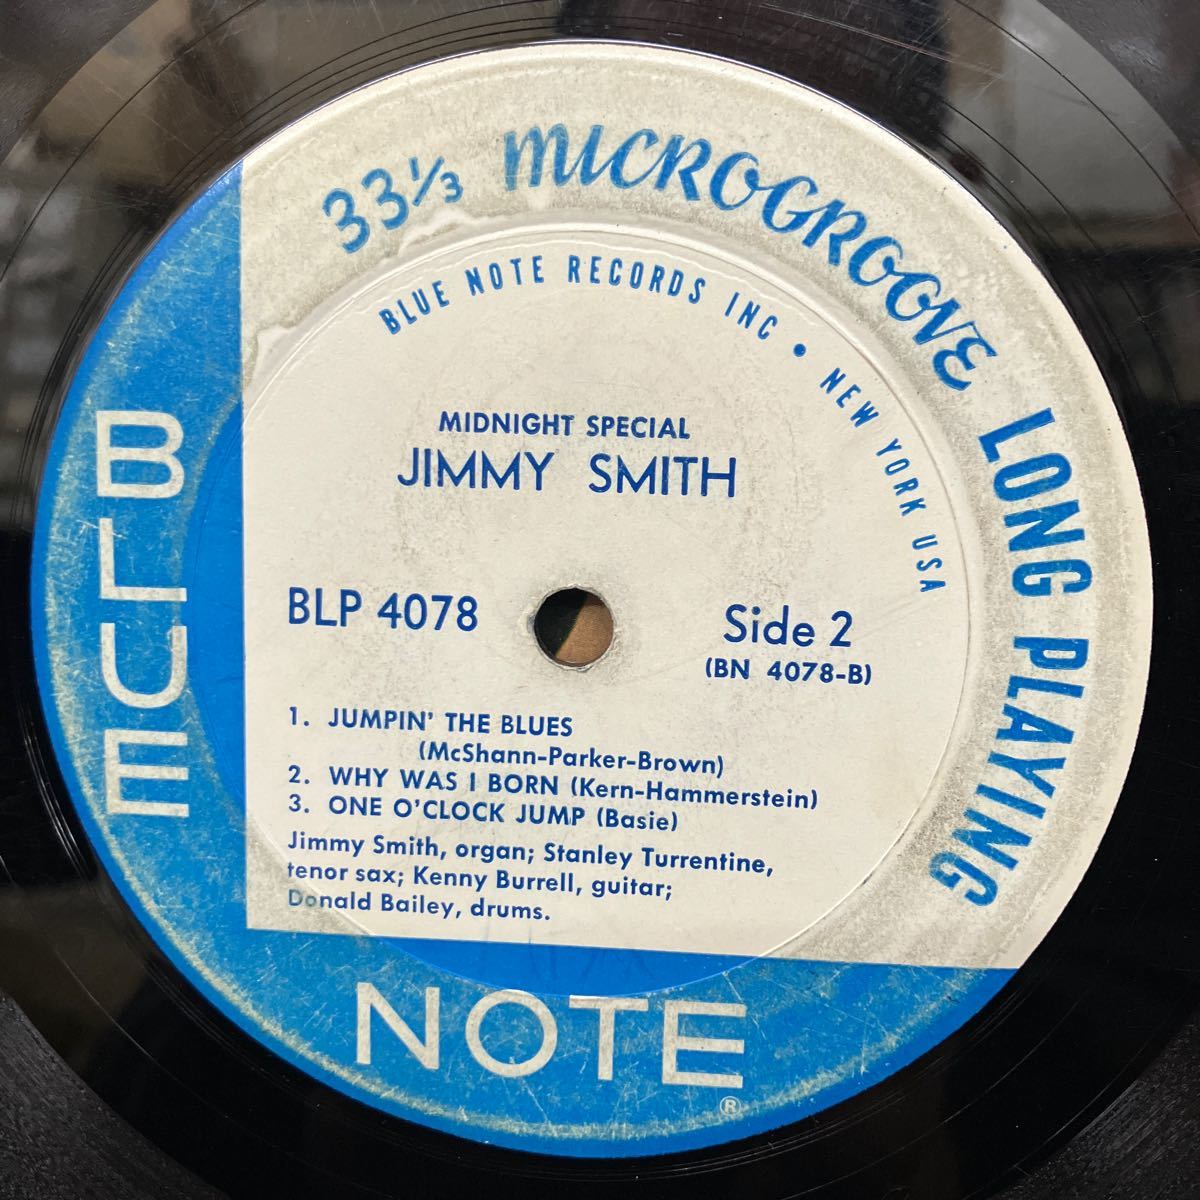 33⅓ MICROGROOVE LONG PLAYING
BLUE NOTE RECORDS INC • NEW YORK USA
MIDNIGHT SPECIAL
JIMMY SMITH
BLP 4078
Side 2
(BN 4078-B)
1. JUMPIN' THE BLUES
(McShann-Parker-Brown)
2. WHY WAS I BORN (Kern-Hammerstein)
3. ONE O'CLOCK JUMP (Basie)
Jimmy Smith, organ; Stanley Turrentine,
tenor sax; Kenny Burrell, guitar;
Donald Bailey, drums.
BLUE
NOTE
®